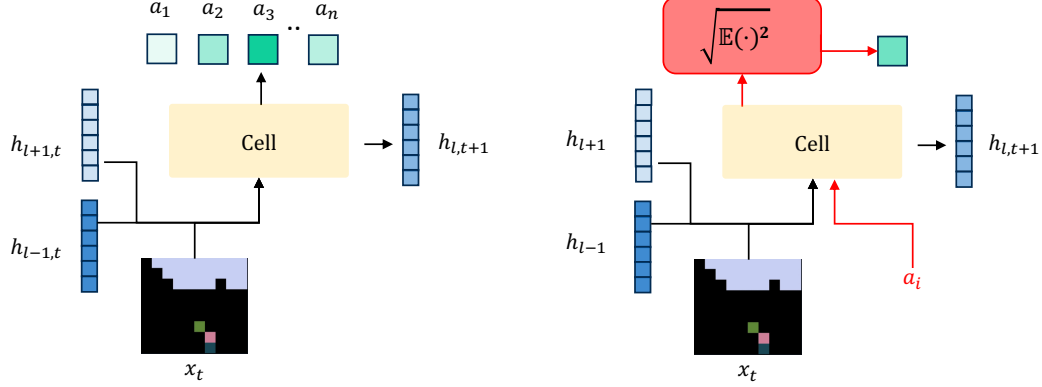 a₁ a₂ a₃ .. aₙ
h_{l+1,t}
Cell
h_{l,t+1}
h_{l−1,t}
x_t
√𝔼(·)²
h_{l+1}
Cell
h_{l,t+1}
h_{l−1}
a_i
x_t